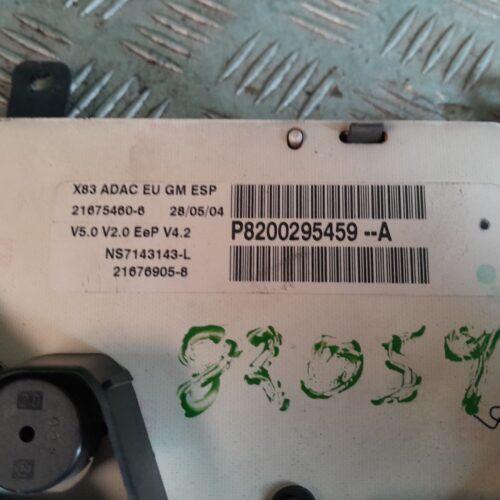 X83 ADAC EU GM ESP
21675460-6 28/05/04
V5.0 V2.0 EeP V4.2
P8200295459 --A
NS7143143-L
21676905-8